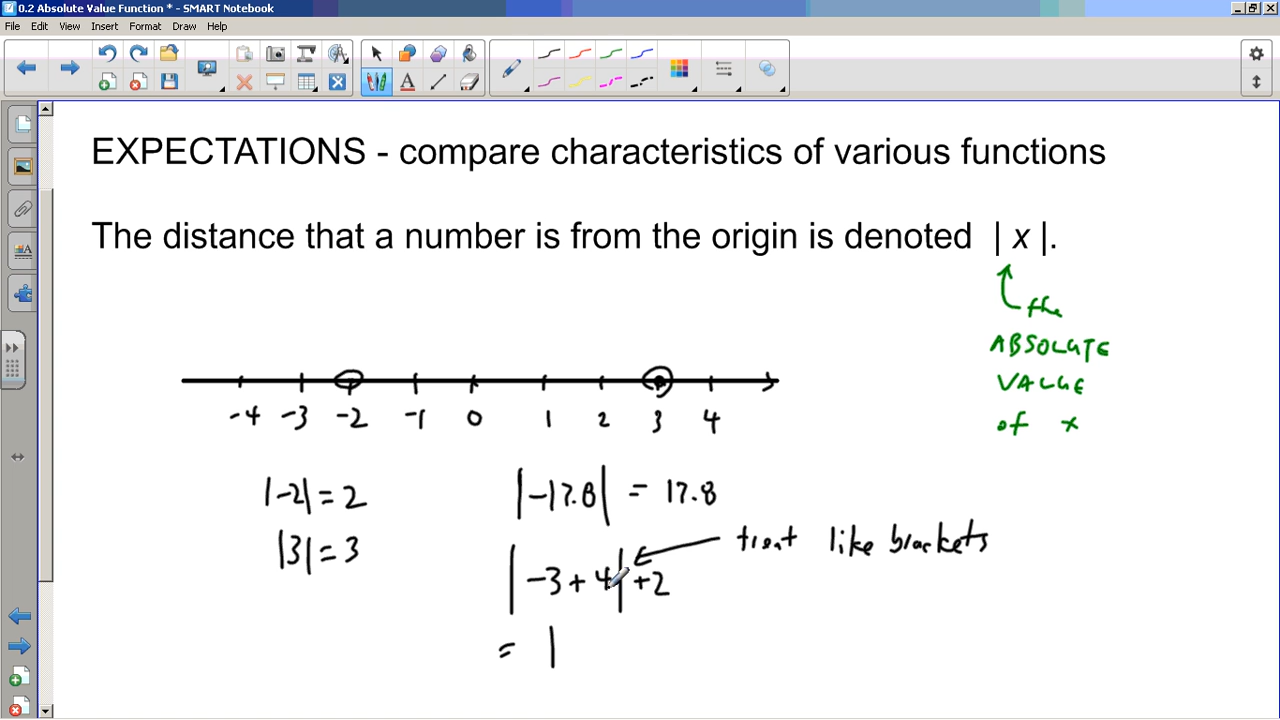 0.2 Absolute Value Function * - SMART Notebook
File Edit View Insert Format Draw Help
EXPECTATIONS - compare characteristics of various functions
The distance that a number is from the origin is denoted | x |.
the
ABSOLUTE
VALUE
of x
-4 -3 -2 -1 0 1 2 3 4
|-2| = 2
|3| = 3
|-17.8| = 17.8
treat like brackets
|-3 + 4| + 2
= |